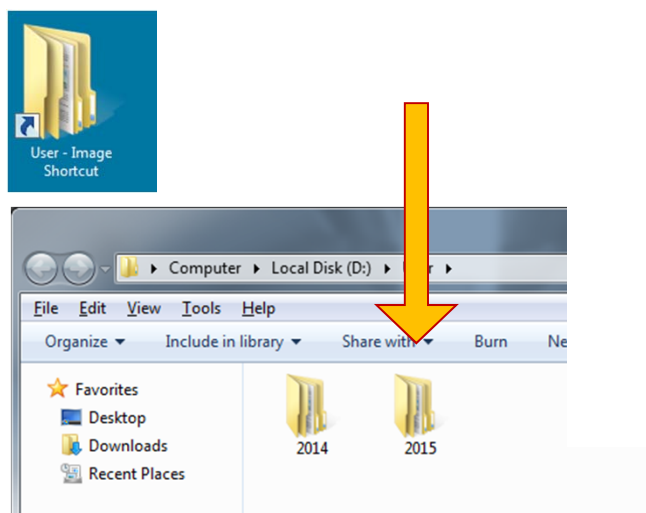 User - Image
Shortcut
Computer Local Disk (D:)
File Edit View Tools Help
Organize Include in library Share with Burn
Favorites
Desktop
Downloads
Recent Places
2014 2015